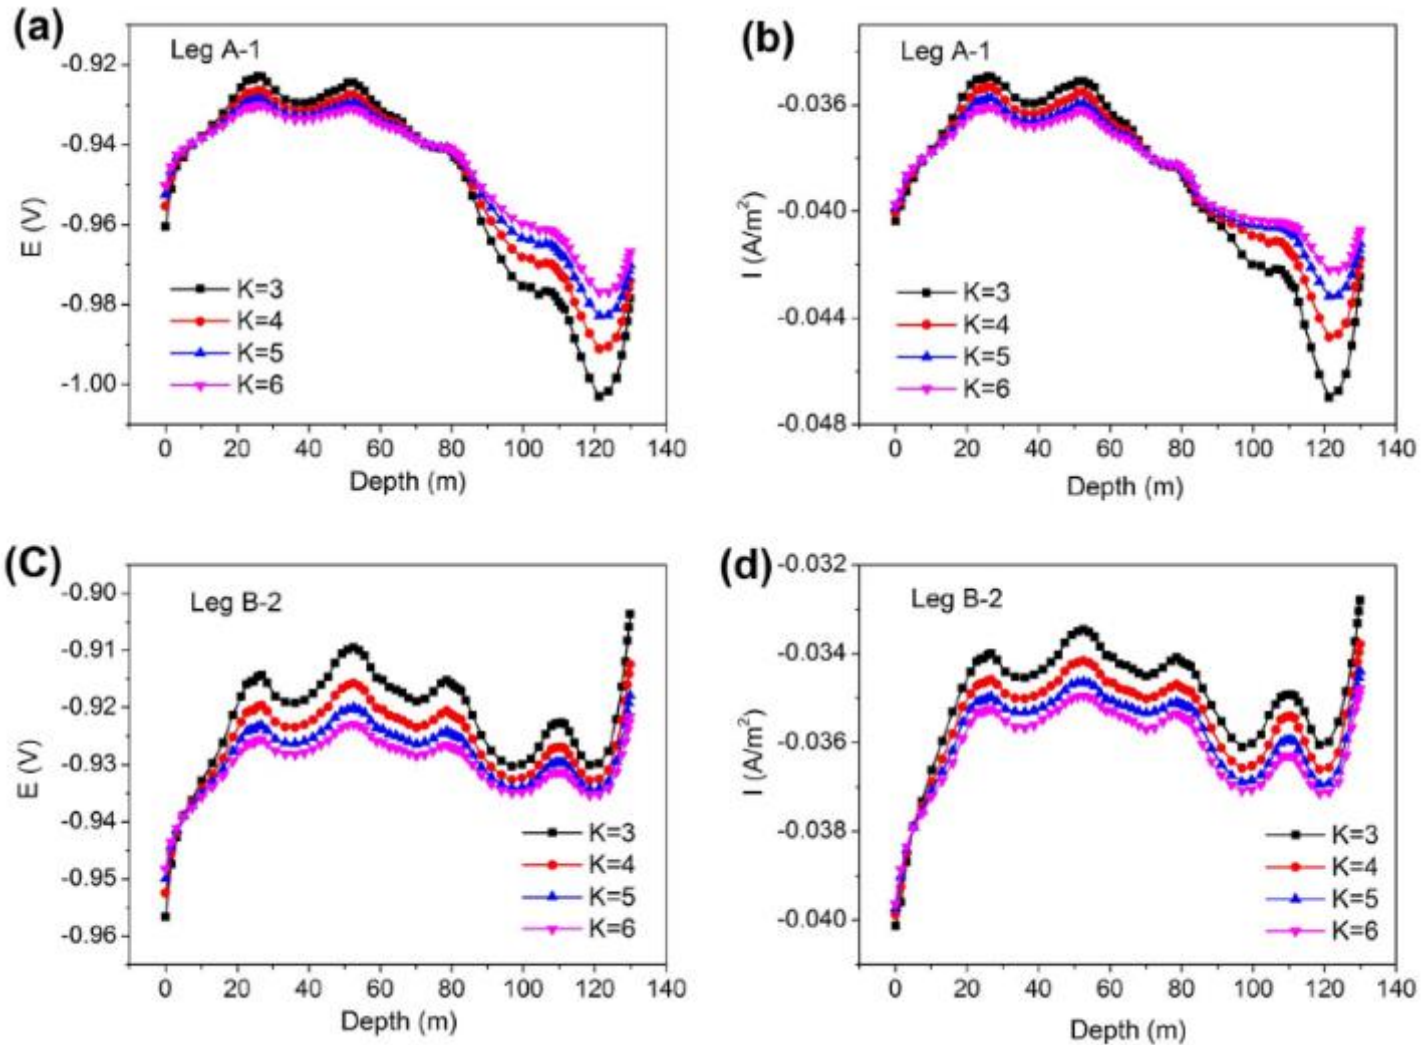 (a)
Leg A-1
E (V)
-0.92
-0.94
-0.96
-0.98
-1.00
K=3
K=4
K=5
K=6
0 20 40 60 80 100 120 140
Depth (m)
(b)
Leg A-1
I (A/m²)
-0.036
-0.040
-0.044
-0.048
K=3
K=4
K=5
K=6
0 20 40 60 80 100 120 140
Depth (m)
(C)
Leg B-2
E (V)
-0.90
-0.91
-0.92
-0.93
-0.94
-0.95
-0.96
K=3
K=4
K=5
K=6
0 20 40 60 80 100 120 140
Depth (m)
(d)
Leg B-2
I (A/m²)
-0.032
-0.034
-0.036
-0.038
-0.040
K=3
K=4
K=5
K=6
0 20 40 60 80 100 120 140
Depth (m)